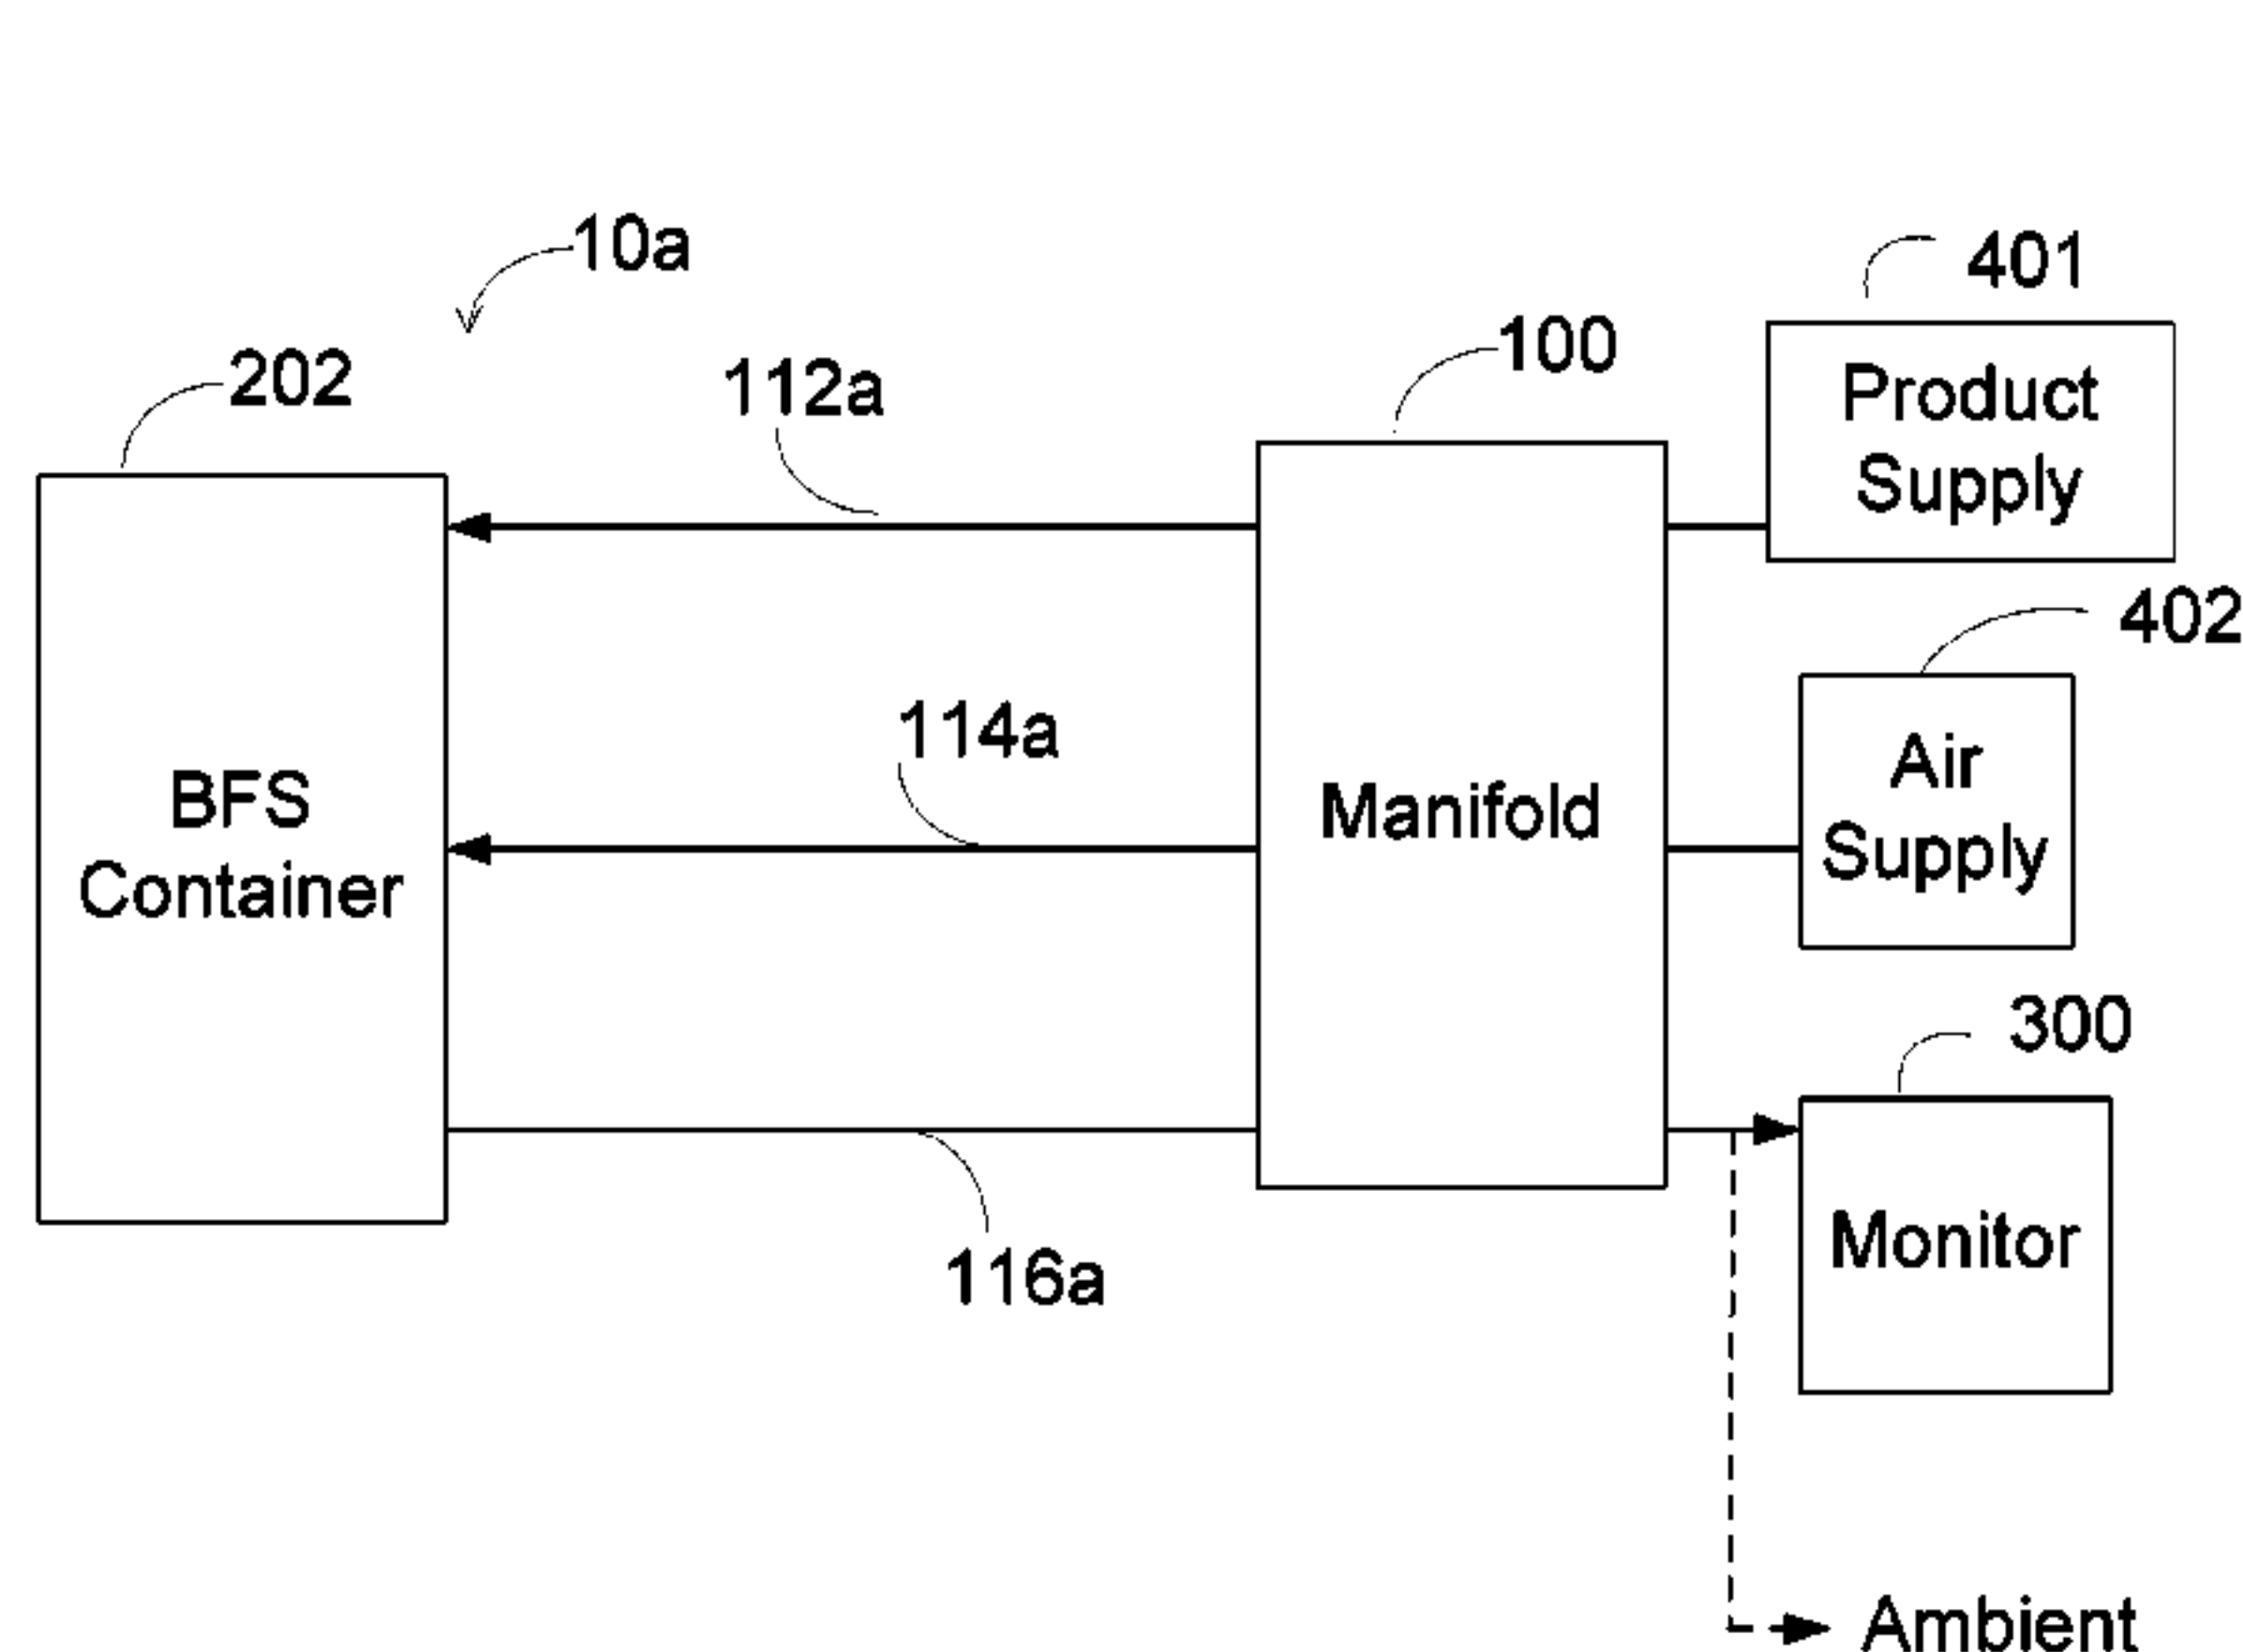 10a
401
100
202
112a
Product
Supply
402
114a
Air
Supply
BFS
Container
Manifold
300
116a
Monitor
Ambient